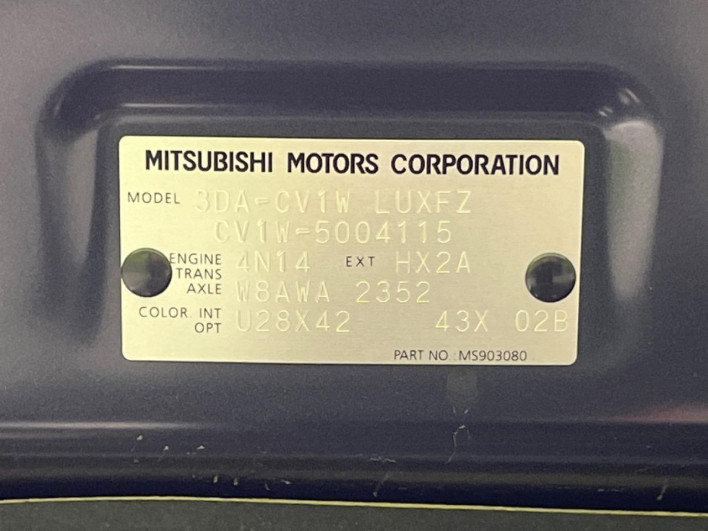 MITSUBISHI MOTORS CORPORATION
MODEL 3DA-CV1W LUXFZ
CV1W-5004115
ENGINE 4N14 EXT HX2A
TRANS
AXLE W8AWA 2352
COLOR. INT
OPT U28X42 43X 02B
PART NO : MS903080